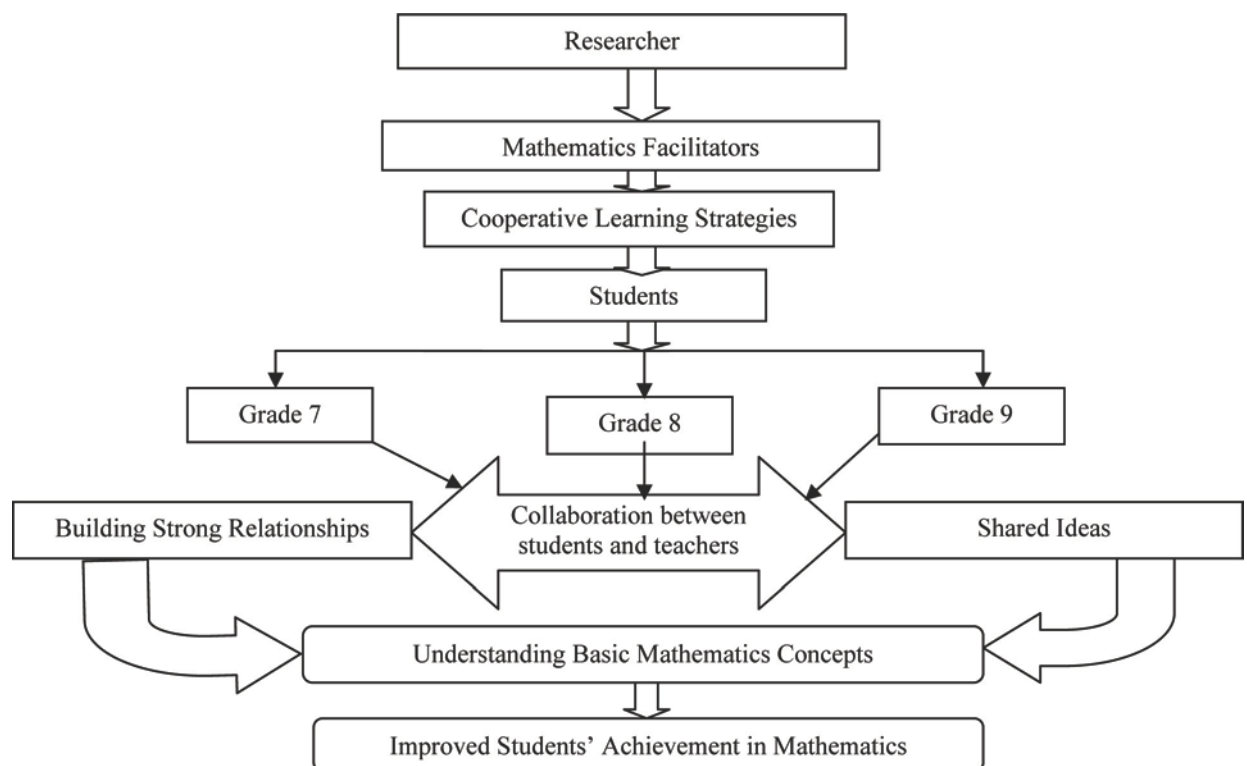 Researcher
Mathematics Facilitators
Cooperative Learning Strategies
Students
Grade 7
Grade 8
Grade 9
Building Strong Relationships
Collaboration between
students and teachers
Shared Ideas
Understanding Basic Mathematics Concepts
Improved Students’ Achievement in Mathematics